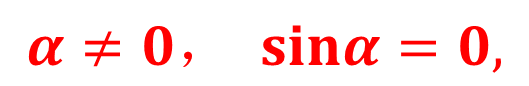 α ≠ 0， sinα = 0,